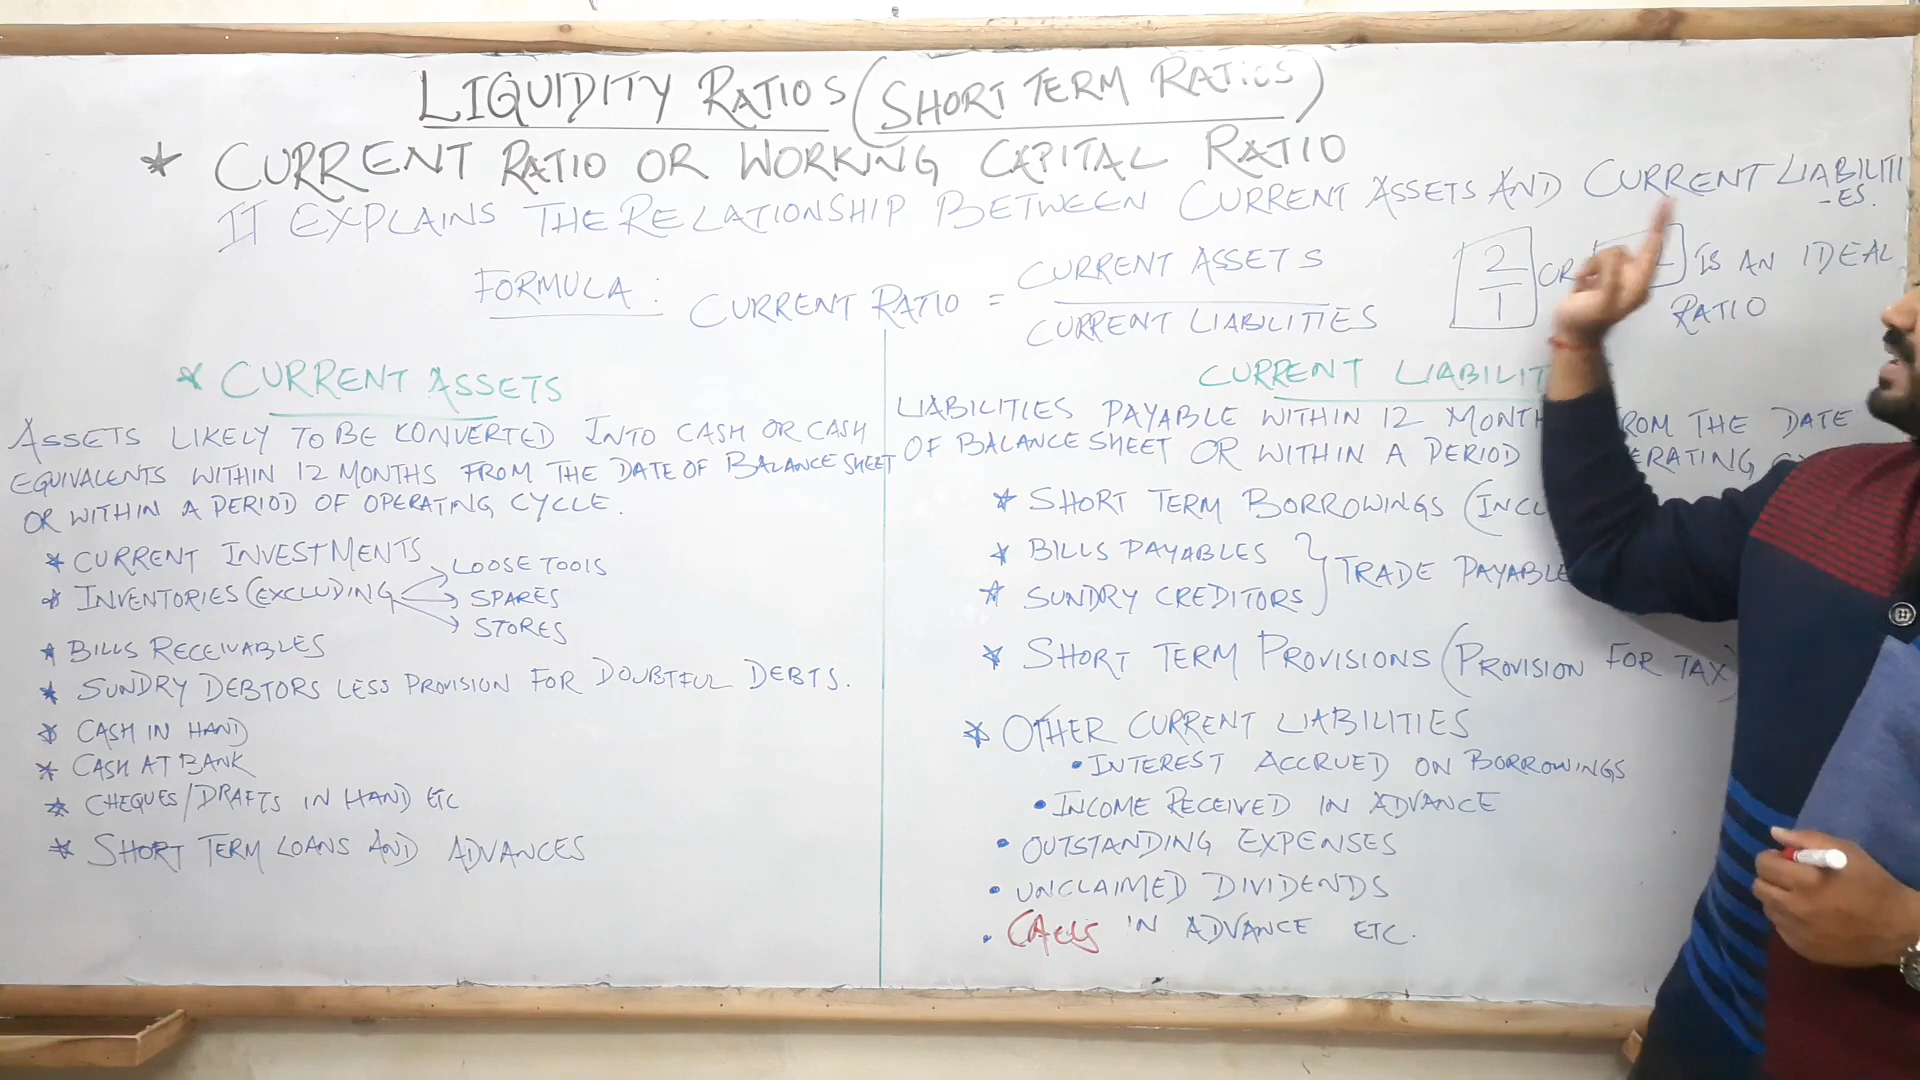 LIQUIDITY RATIOS (SHORT TERM RATIOS)
* CURRENT RATIO OR WORKING CAPITAL RATIO
IT EXPLAINS THE RELATIONSHIP BETWEEN CURRENT ASSETS AND CURRENT LIABILITI
-ES.
FORMULA : CURRENT RATIO = CURRENT ASSETS
CURRENT LIABILITIES
2
1
OR
IS AN IDEAL
RATIO
* CURRENT ASSETS
ASSETS LIKELY TO BE CONVERTED INTO CASH OR CASH
EQUIVALENTS WITHIN 12 MONTHS FROM THE DATE OF BALANCE SHEET
OR WITHIN A PERIOD OF OPERATING CYCLE.
* CURRENT INVESTMENTS
* INVENTORIES (EXCLUDING
LOOSE TOOLS
SPARES
STORES
* BILLS RECEIVABLES
* SUNDRY DEBTORS LESS PROVISION FOR DOUBTFUL DEBTS.
* CASH IN HAND
* CASH AT BANK
* CHEQUES/DRAFTS IN HAND ETC
* SHORT TERM LOANS AND ADVANCES
CURRENT LIABILIT
LIABILITIES PAYABLE WITHIN 12 MONTH ROM THE DATE
OF BALANCE SHEET OR WITHIN A PERIOD ERATING
* SHORT TERM BORROWINGS (INCL
* BILLS PAYABLES
* SUNDRY CREDITORS
} TRADE PAYABLE
* SHORT TERM PROVISIONS (PROVISION FOR TAX)
* OTHER CURRENT LIABILITIES
• INTEREST ACCRUED ON BORROWINGS
• INCOME RECEIVED IN ADVANCE
• OUTSTANDING EXPENSES
• UNCLAIMED DIVIDENDS
• CALLS IN ADVANCE ETC.